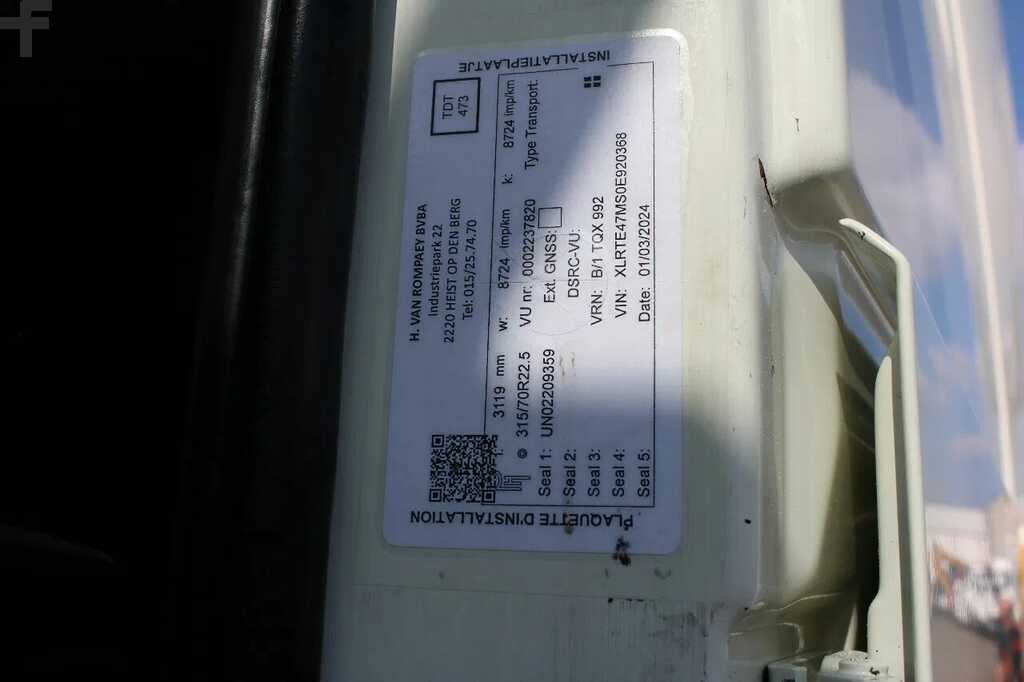 INSTALLATIEPLAATJE
H. VAN ROMPAEY BVBA
Industriepark 22
2220 HEIST OP DEN BERG
Tel: 015/25.74.70
TDT
473
l: 3119 mm w: 8724 imp/km k: 8724 imp/km
315/70R22.5 VU nr: 0002237820 Type Transport:
Seal 1: UN02209359 Ext. GNSS:
Seal 2: DSRC-VU:
Seal 3: VRN: B/1 TQX 992
Seal 4: VIN: XLRTE47MS0E920368
Seal 5: Date: 01/03/2024
PLAQUETTE D'INSTALLATION